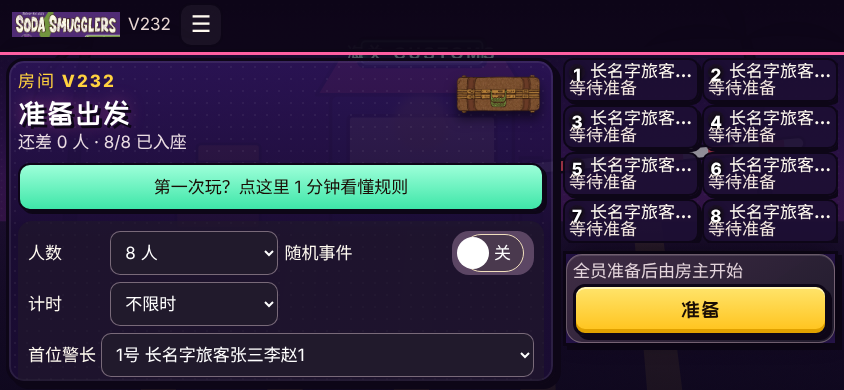 SODA SMUGGLERS V232 ☰
房间 V232
准备出发
还差 0 人 · 8/8 已入座
第一次玩？点这里 1 分钟看懂规则
人数 8 人 随机事件 关
计时 不限时
首位警长 1号 长名字旅客张三李赵1
1 长名字旅客...
等待准备
2 长名字旅客...
等待准备
3 长名字旅客...
等待准备
4 长名字旅客...
等待准备
5 长名字旅客...
等待准备
6 长名字旅客...
等待准备
7 长名字旅客...
等待准备
8 长名字旅客...
等待准备
全员准备后由房主开始
准备